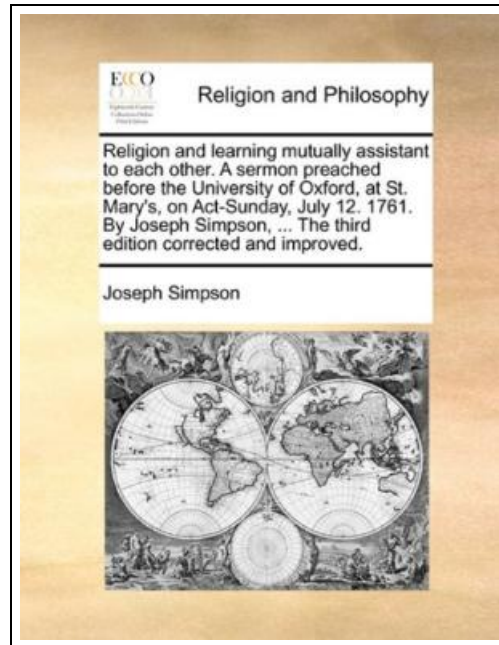 ECCO
Religion and Philosophy
Religion and learning mutually assistant
to each other. A sermon preached
before the University of Oxford, at St.
Mary's, on Act-Sunday, July 12. 1761.
By Joseph Simpson, ... The third
edition corrected and improved.
Joseph Simpson